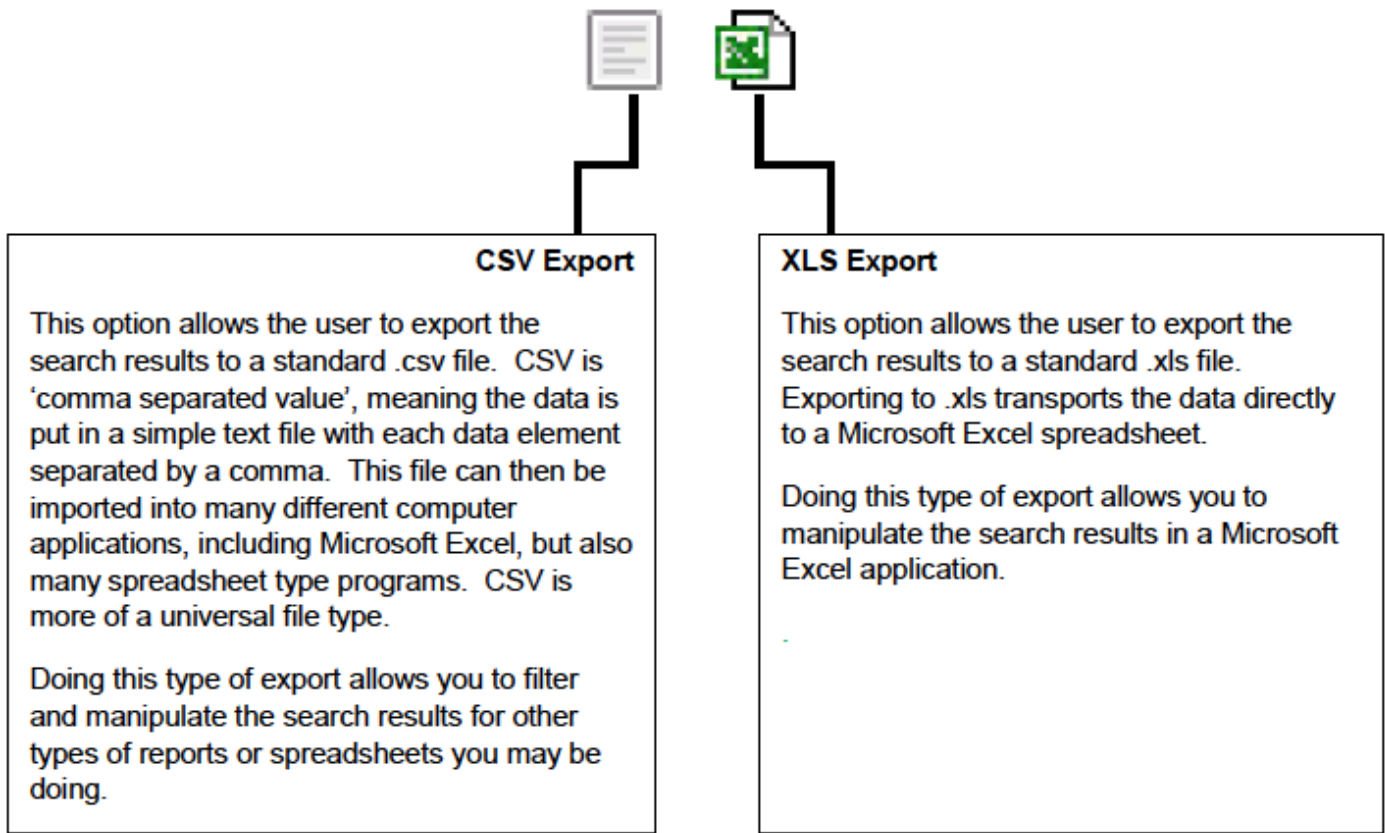 CSV Export
This option allows the user to export the
search results to a standard .csv file.  CSV is
‘comma separated value’, meaning the data is
put in a simple text file with each data element
separated by a comma.  This file can then be
imported into many different computer
applications, including Microsoft Excel, but also
many spreadsheet type programs.  CSV is
more of a universal file type.
Doing this type of export allows you to filter
and manipulate the search results for other
types of reports or spreadsheets you may be
doing.
XLS Export
This option allows the user to export the
search results to a standard .xls file.
Exporting to .xls transports the data directly
to a Microsoft Excel spreadsheet.
Doing this type of export allows you to
manipulate the search results in a Microsoft
Excel application.